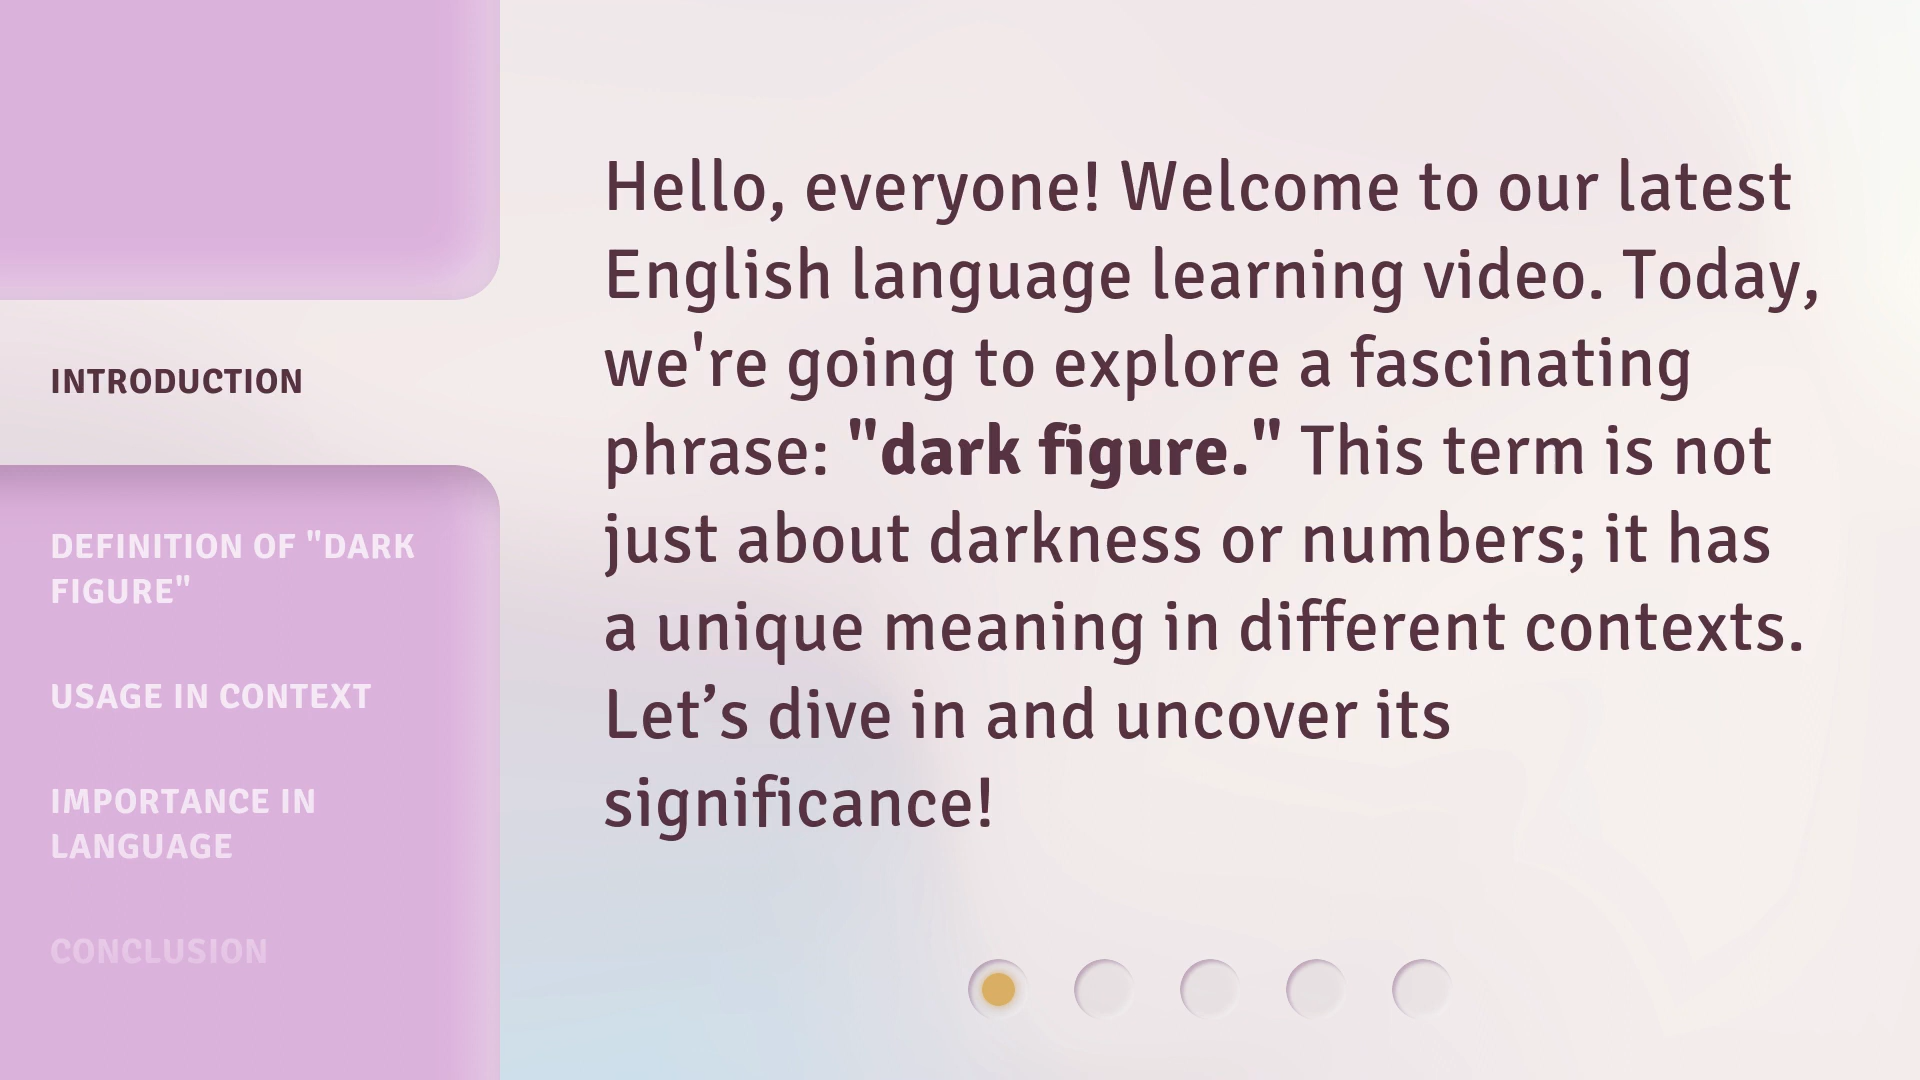 INTRODUCTION
DEFINITION OF "DARK
FIGURE"
USAGE IN CONTEXT
IMPORTANCE IN
LANGUAGE
CONCLUSION
Hello, everyone! Welcome to our latest
English language learning video. Today,
we're going to explore a fascinating
phrase: "dark figure." This term is not
just about darkness or numbers; it has
a unique meaning in different contexts.
Let’s dive in and uncover its
significance!